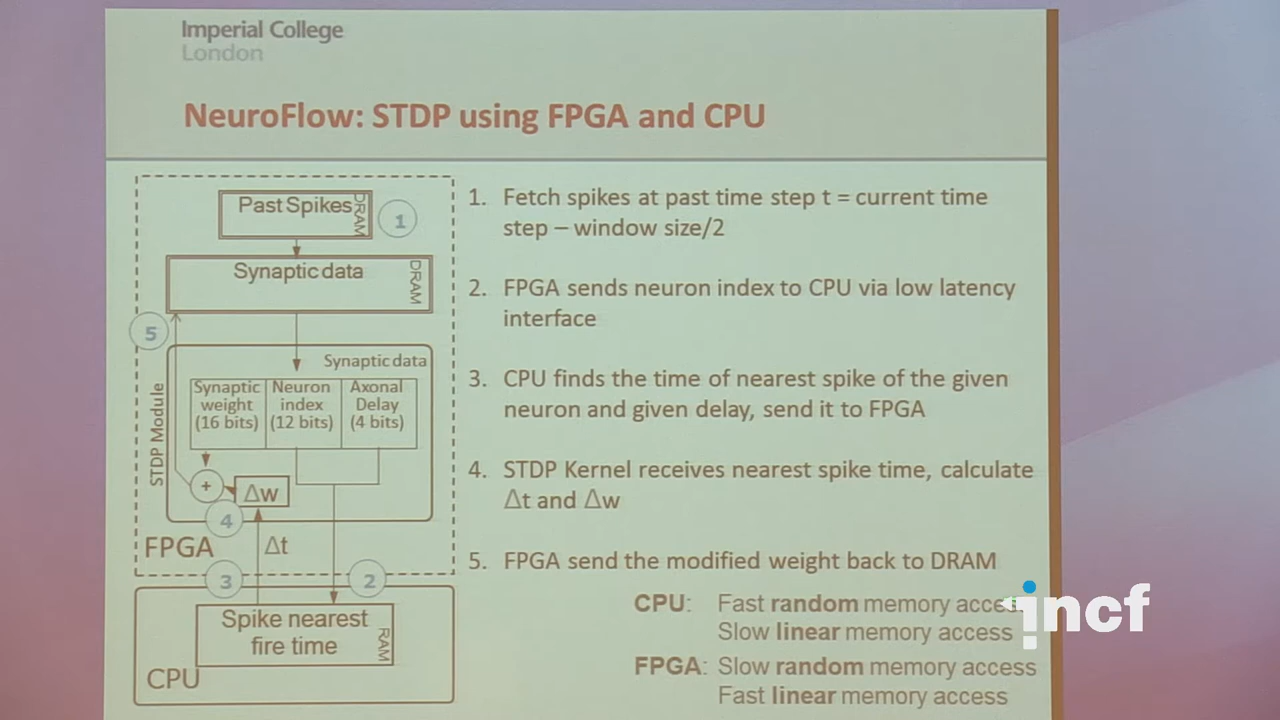 Imperial College
London
NeuroFlow: STDP using FPGA and CPU
Past Spikes
DRAM
1
Synaptic data
DRAM
5
Synaptic data
Synaptic
weight
(16 bits)
Neuron
index
(12 bits)
Axonal
Delay
(4 bits)
STDP Module
+
Δw
4
FPGA
Δt
3
2
Spike nearest
fire time
RAM
CPU
1. Fetch spikes at past time step t = current time
step – window size/2
2. FPGA sends neuron index to CPU via low latency
interface
3. CPU finds the time of nearest spike of the given
neuron and given delay, send it to FPGA
4. STDP Kernel receives nearest spike time, calculate
Δt and Δw
5. FPGA send the modified weight back to DRAM
CPU: Fast random memory
Slow linear memory access
FPGA: Slow random memory access
Fast linear memory access
incf